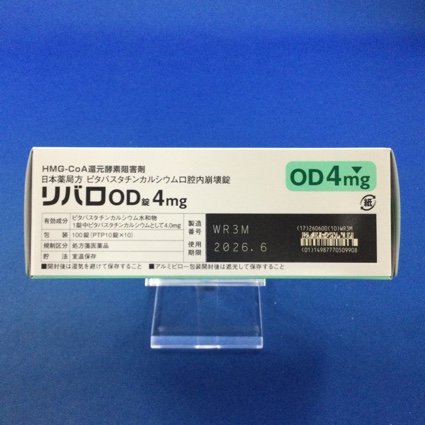 HMG-CoA還元酵素阻害剤
日本薬局方 ピタバスタチンカルシウム口腔内崩壊錠
リバロOD錠4mg
OD4mg
紙
有効成分 ピタバスタチンカルシウム水和物
1錠中ピタバスタチンカルシウムとして4.0mg
包装 100錠(PTP10錠×10)
規制区分 処方箋医薬品
貯法 室温保存
製造番号 WR3M
使用期限 2026.6
(17)260600(10)WR3M
(01)14987770509908
■開封後は湿気を避けて保存すること ■アルミピロー包装開封後は遮光して保存すること